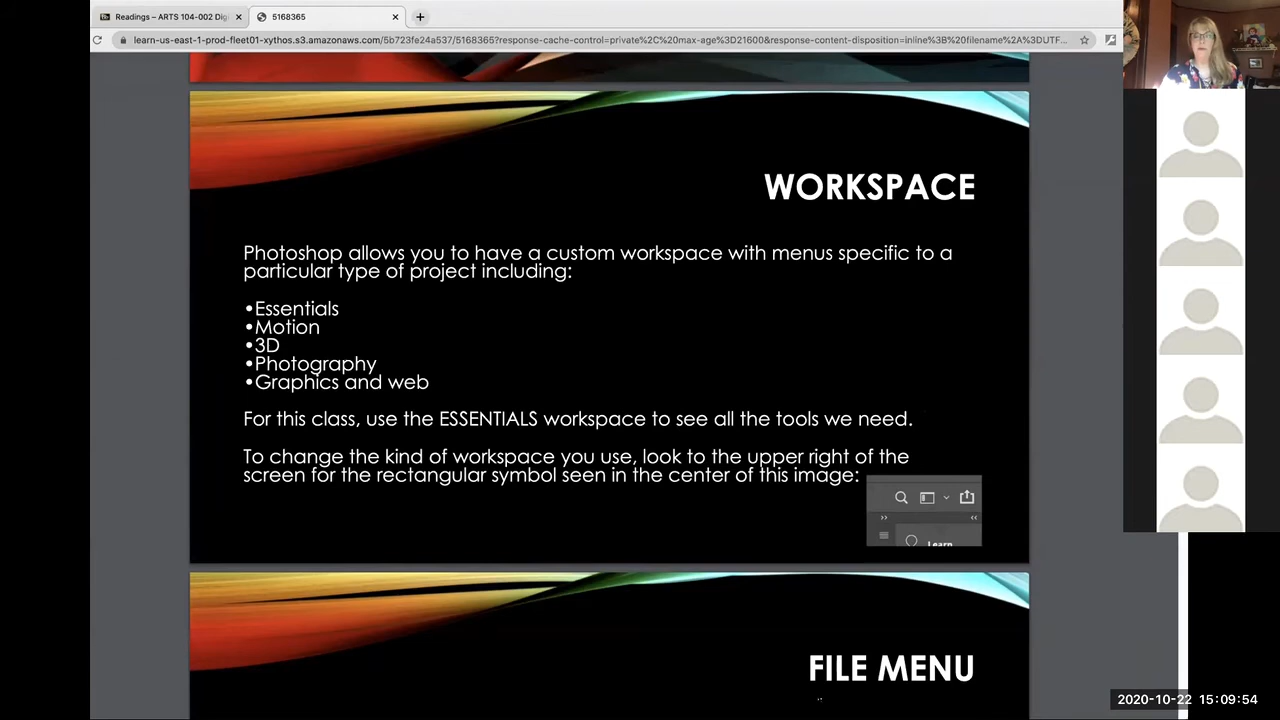 Readings – ARTS 104-002 Dig
5168365
learn-us-east-1-prod-fleet01-xythos.s3.amazonaws.com/5b723fe24a537/5168365?response-cache-control=private%2C%20max-age%3D21600&response-content-disposition=inline%3B%20filename%2A%3DUTF...
WORKSPACE
Photoshop allows you to have a custom workspace with menus specific to a
particular type of project including:
•Essentials
•Motion
•3D
•Photography
•Graphics and web
For this class, use the ESSENTIALS workspace to see all the tools we need.
To change the kind of workspace you use, look to the upper right of the
screen for the rectangular symbol seen in the center of this image:
Learn
FILE MENU
2020-10-22 15:09:54